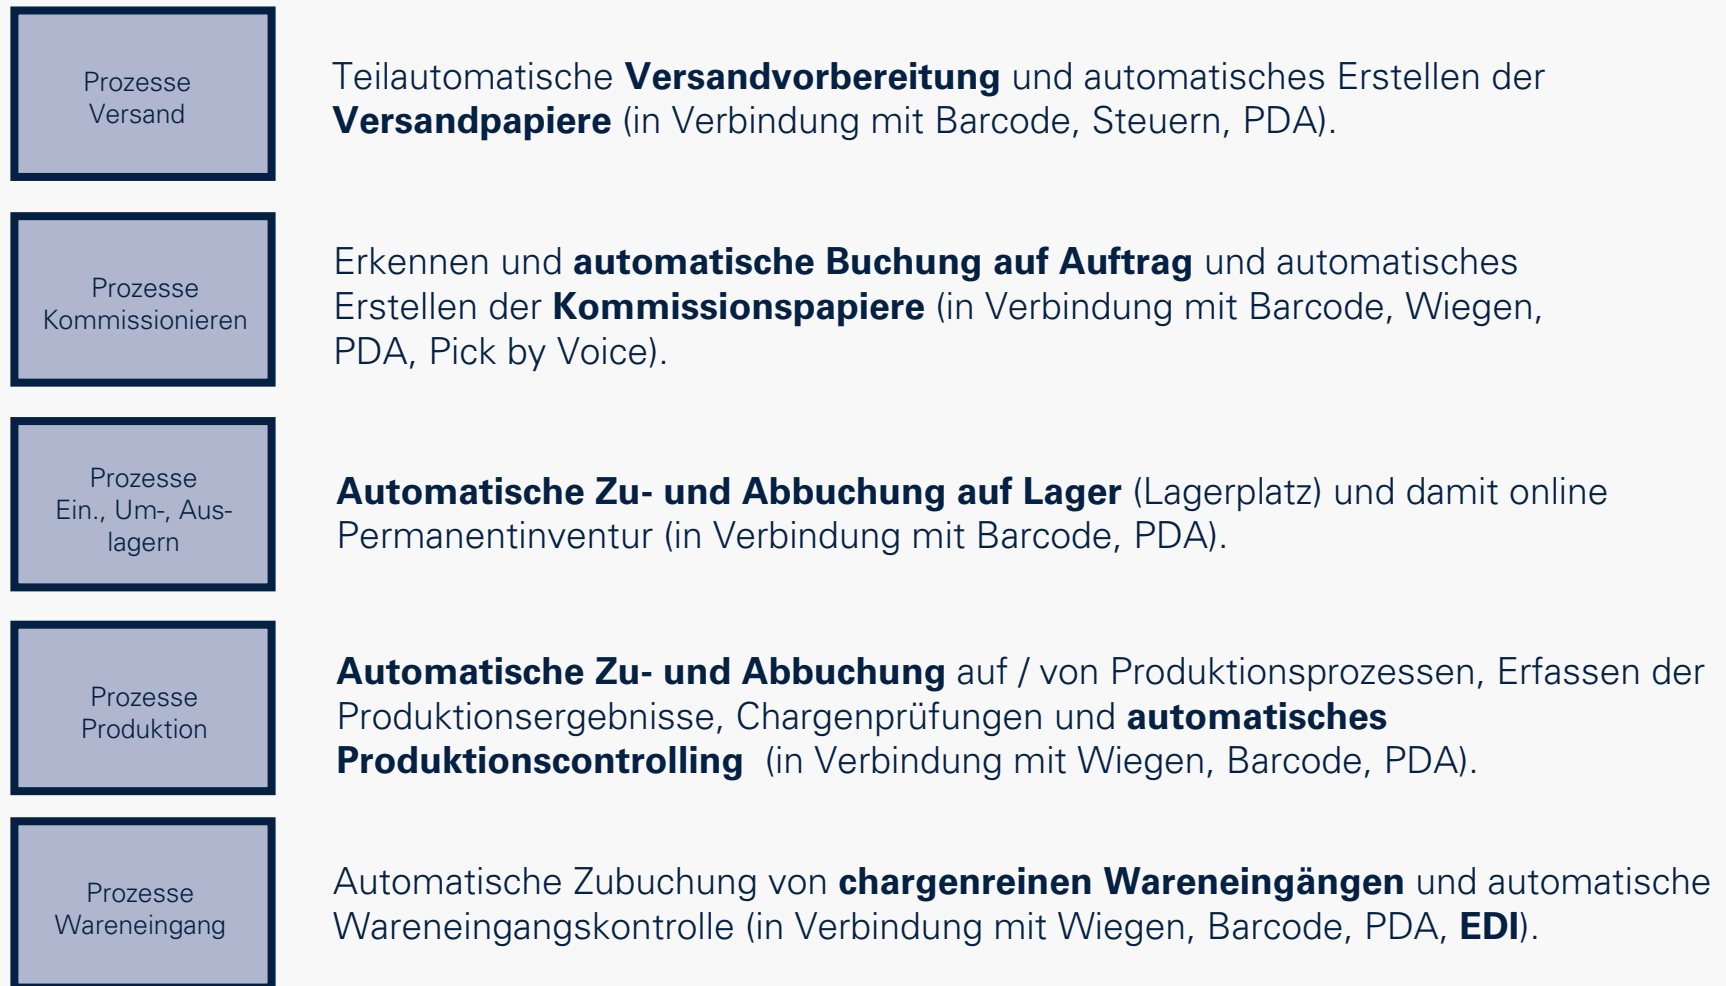 Prozesse
Versand
Teilautomatische Versandvorbereitung und automatisches Erstellen der
Versandpapiere (in Verbindung mit Barcode, Steuern, PDA).
Prozesse
Kommissionieren
Erkennen und automatische Buchung auf Auftrag und automatisches
Erstellen der Kommissionspapiere (in Verbindung mit Barcode, Wiegen,
PDA, Pick by Voice).
Prozesse
Ein., Um-, Aus-
lagern
Automatische Zu- und Abbuchung auf Lager (Lagerplatz) und damit online
Permanentinventur (in Verbindung mit Barcode, PDA).
Prozesse
Produktion
Automatische Zu- und Abbuchung auf / von Produktionsprozessen, Erfassen der
Produktionsergebnisse, Chargenprüfungen und automatisches
Produktionscontrolling (in Verbindung mit Wiegen, Barcode, PDA).
Prozesse
Wareneingang
Automatische Zubuchung von chargenreinen Wareneingängen und automatische
Wareneingangskontrolle (in Verbindung mit Wiegen, Barcode, PDA, EDI).